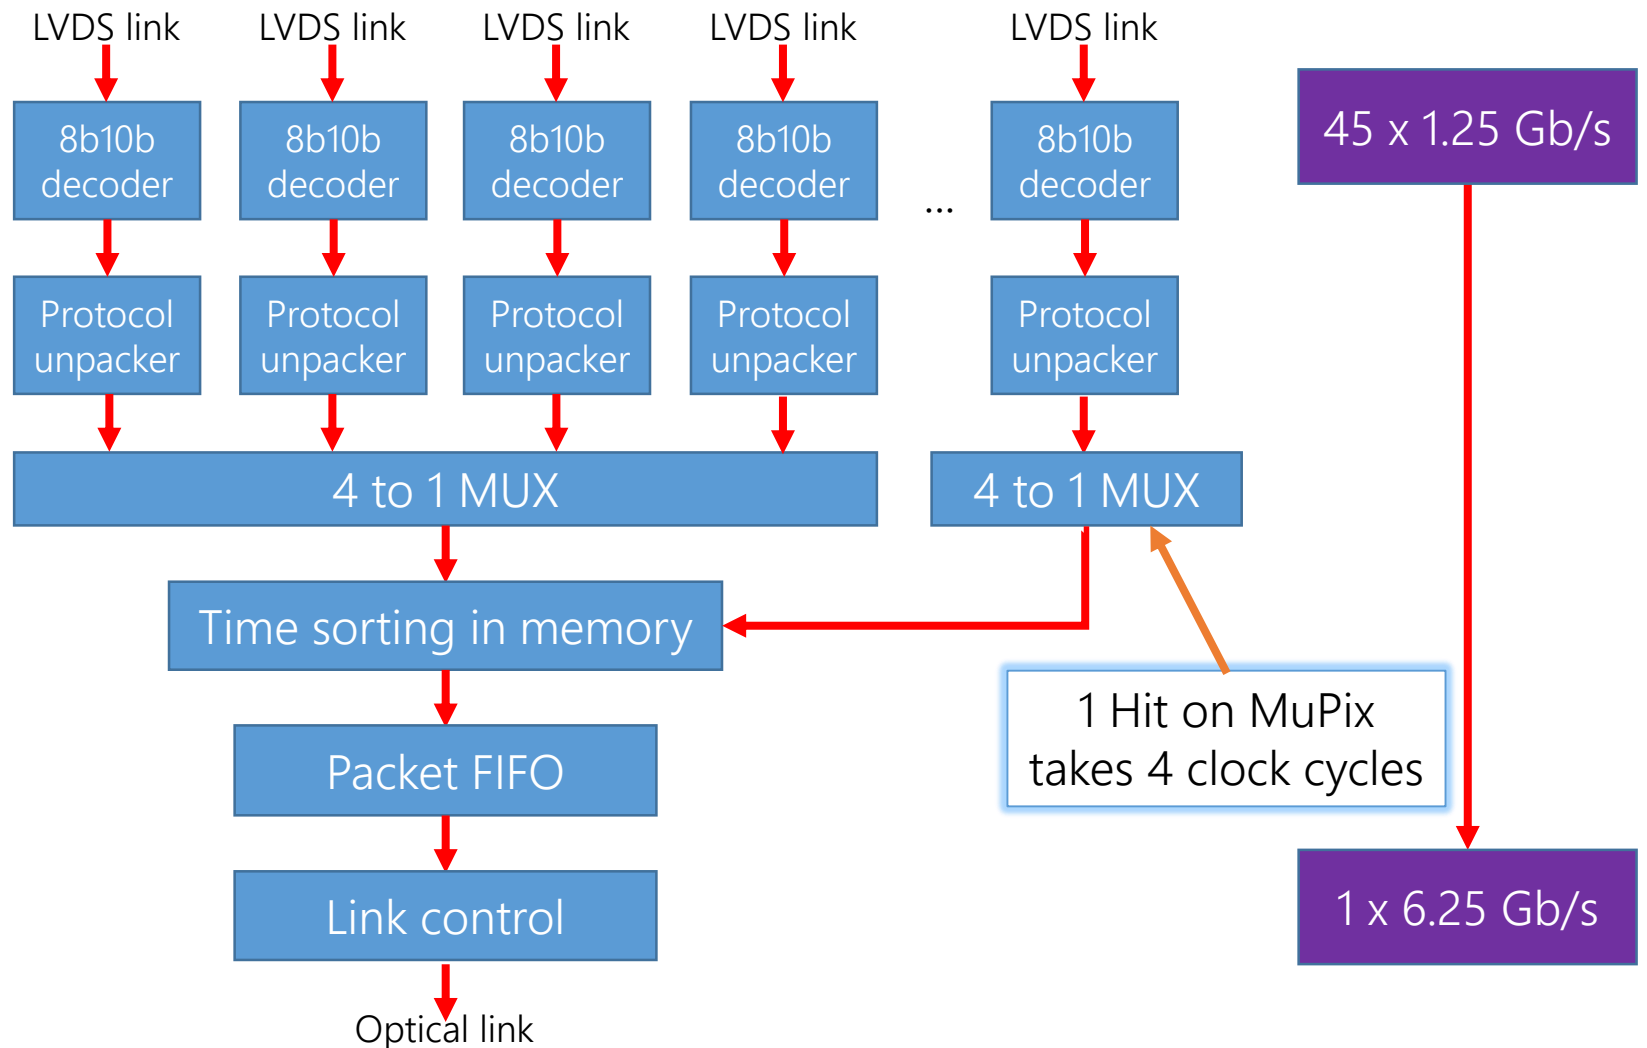 LVDS link
LVDS link
LVDS link
LVDS link
LVDS link
8b10b
decoder
8b10b
decoder
8b10b
decoder
8b10b
decoder
...
8b10b
decoder
45 x 1.25 Gb/s
Protocol
unpacker
Protocol
unpacker
Protocol
unpacker
Protocol
unpacker
Protocol
unpacker
4 to 1 MUX
4 to 1 MUX
Time sorting in memory
1 Hit on MuPix
takes 4 clock cycles
Packet FIFO
Link control
1 x 6.25 Gb/s
Optical link